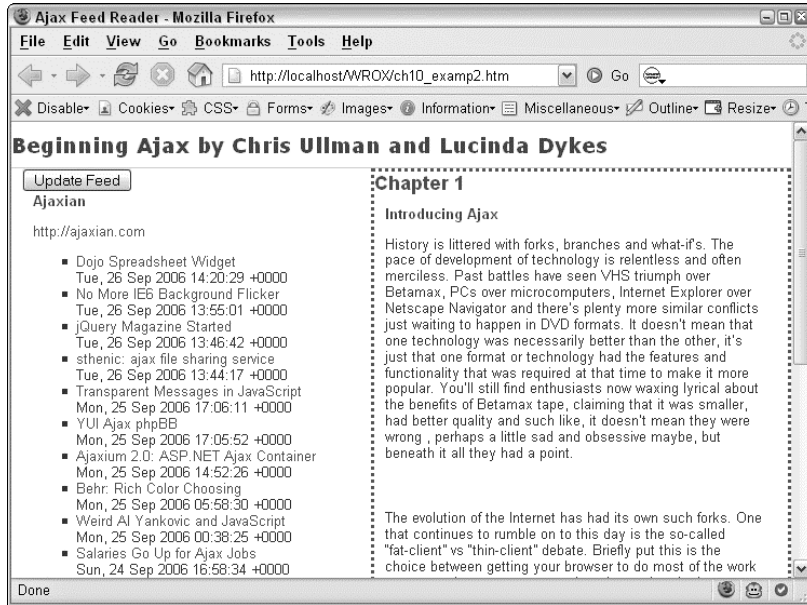 Ajax Feed Reader - Mozilla Firefox
File Edit View Go Bookmarks Tools Help
http://localhost/WROX/ch10_examp2.htm Go
Disable Cookies CSS Forms Images Information Miscellaneous Outline Resize
Beginning Ajax by Chris Ullman and Lucinda Dykes
Update Feed
Ajaxian
http://ajaxian.com
Dojo Spreadsheet Widget
Tue, 26 Sep 2006 14:20:29 +0000
No More IE6 Background Flicker
Tue, 26 Sep 2006 13:55:01 +0000
jQuery Magazine Started
Tue, 26 Sep 2006 13:46:42 +0000
sthenic: ajax file sharing service
Tue, 26 Sep 2006 13:44:17 +0000
Transparent Messages in JavaScript
Mon, 25 Sep 2006 17:06:11 +0000
YUI Ajax phpBB
Mon, 25 Sep 2006 17:05:52 +0000
Ajaxium 2.0: ASP.NET Ajax Container
Mon, 25 Sep 2006 14:52:26 +0000
Behr: Rich Color Choosing
Mon, 25 Sep 2006 05:58:30 +0000
Weird Al Yankovic and JavaScript
Mon, 25 Sep 2006 00:38:25 +0000
Salaries Go Up for Ajax Jobs
Sun, 24 Sep 2006 16:58:34 +0000
Chapter 1
Introducing Ajax
History is littered with forks, branches and what-if's. The
pace of development of technology is relentless and often
merciless. Past battles have seen VHS triumph over
Betamax, PCs over microcomputers, Internet Explorer over
Netscape Navigator and there's plenty more similar conflicts
just waiting to happen in DVD formats. It doesn't mean that
one technology was necessarily better than the other, it's
just that one format or technology had the features and
functionality that was required at that time to make it more
popular. You'll still find enthusiasts now waxing lyrical about
the benefits of Betamax tape, claiming that it was smaller,
had better quality and such like, it doesn't mean they were
wrong , perhaps a little sad and obsessive maybe, but
beneath it all they had a point.
The evolution of the Internet has had its own such forks. One
that continues to rumble on to this day is the so-called
"fat-client" vs "thin-client" debate. Briefly put this is the
choice between getting your browser to do most of the work
Done